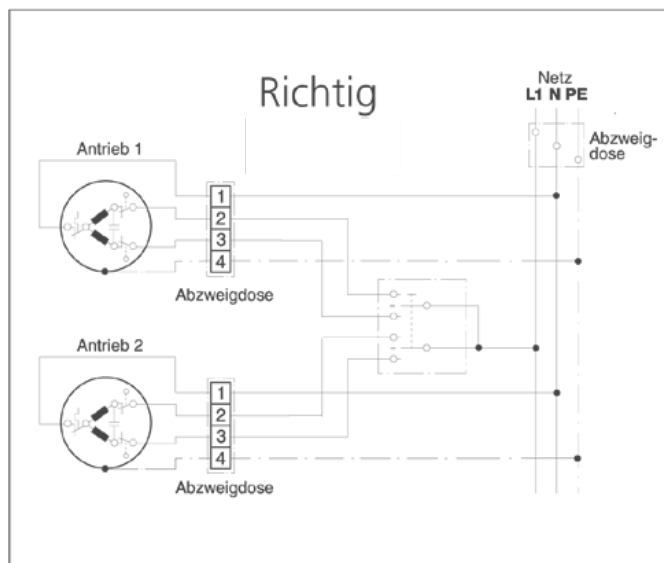 Richtig
Netz
L1 N PE
Abzweig-
dose
Antrieb 1
1
2
3
4
Abzweigdose
Antrieb 2
1
2
3
4
Abzweigdose